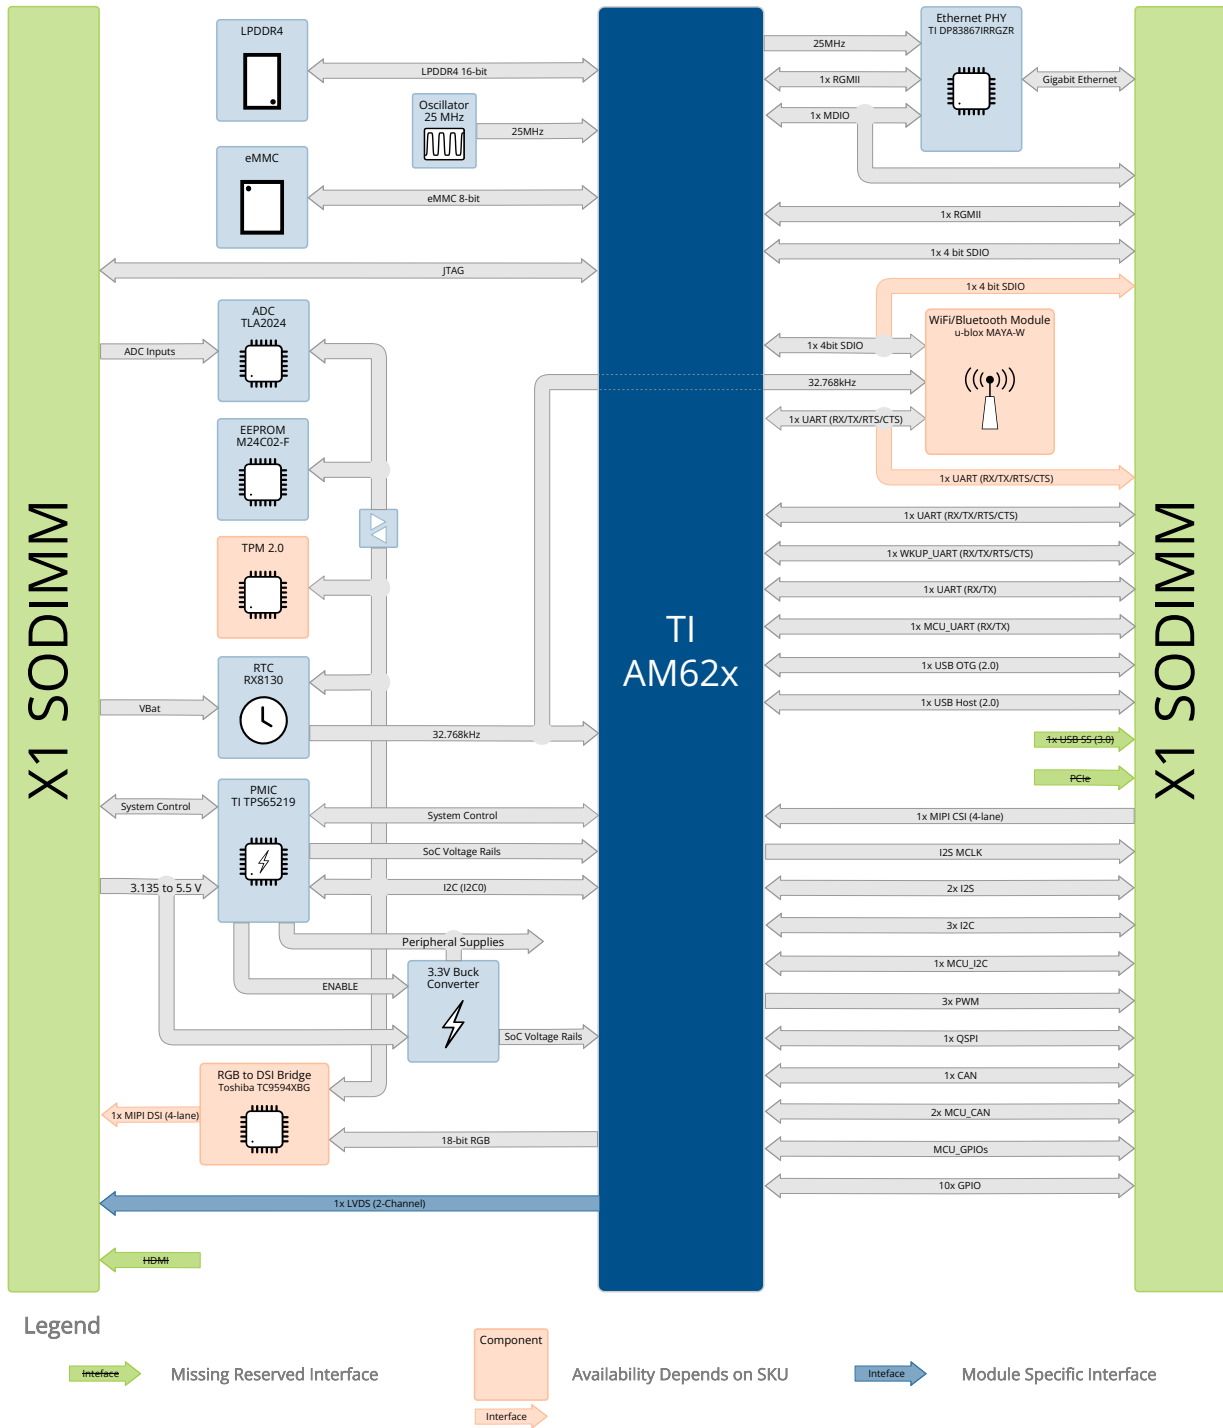 LPDDR4
LPDDR4 16-bit
Oscillator
25 MHz
25MHz
eMMC
eMMC 8-bit
JTAG
ADC
TLA2024
ADC Inputs
EEPROM
M24C02-F
TPM 2.0
RTC
RX8130
VBat
32.768kHz
PMIC
TI TPS65219
System Control
System Control
SoC Voltage Rails
3.135 to 5.5 V
I2C (I2C0)
Peripheral Supplies
3.3V Buck
Converter
ENABLE
SoC Voltage Rails
RGB to DSI Bridge
Toshiba TC9594XBG
1x MIPI DSI (4-lane)
18-bit RGB
1x LVDS (2-Channel)
HDMI
X1 SODIMM
TI
AM62x
Ethernet PHY
TI DP83867IRRGZR
25MHz
1x RGMII
Gigabit Ethernet
1x MDIO
1x RGMII
1x 4 bit SDIO
1x 4 bit SDIO
WiFi/Bluetooth Module
u-blox MAYA-W
1x 4bit SDIO
32.768kHz
1x UART (RX/TX/RTS/CTS)
1x UART (RX/TX/RTS/CTS)
1x UART (RX/TX/RTS/CTS)
1x WKUP_UART (RX/TX/RTS/CTS)
1x UART (RX/TX)
1x MCU_UART (RX/TX)
1x USB OTG (2.0)
1x USB Host (2.0)
1x USB SS (3.0)
PCIe
1x MIPI CSI (4-lane)
I2S MCLK
2x I2S
3x I2C
1x MCU_I2C
3x PWM
1x QSPI
1x CAN
2x MCU_CAN
MCU_GPIOs
10x GPIO
X1 SODIMM
Legend
Inteface
Missing Reserved Interface
Component
Interface
Availability Depends on SKU
Inteface
Module Specific Interface